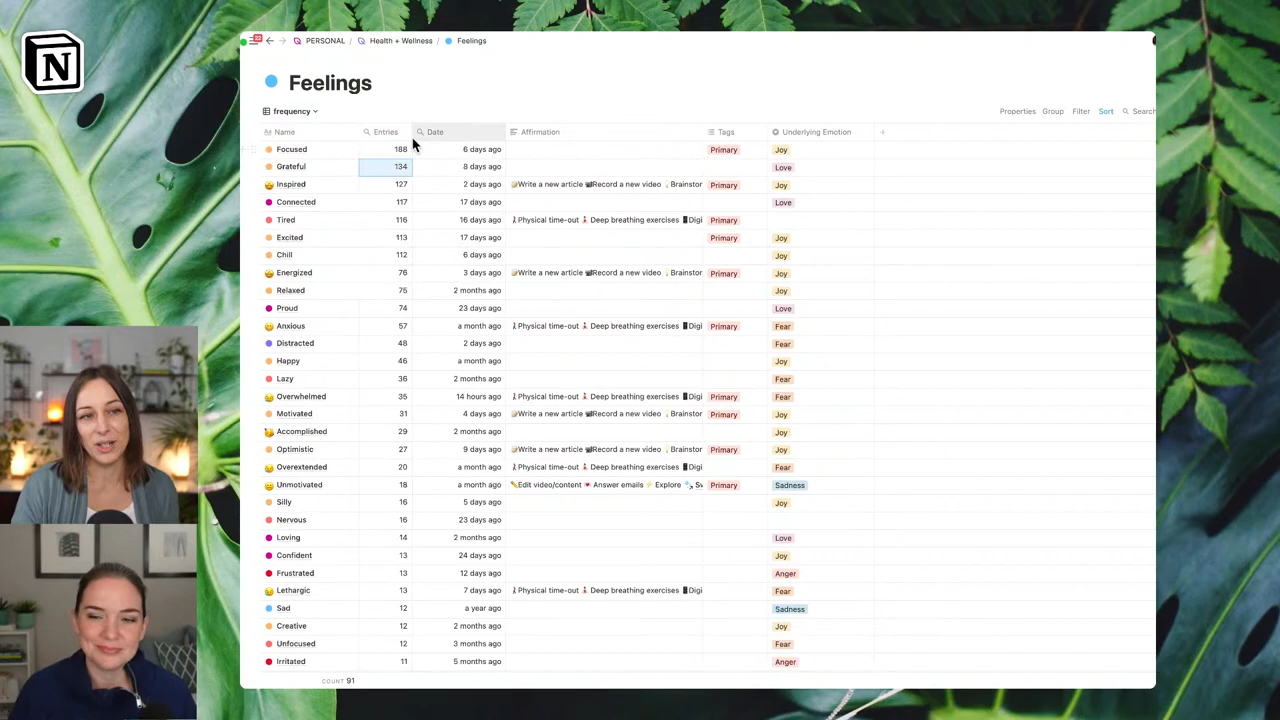 N
22
PERSONAL / Health + Wellness / Feelings
Feelings
frequency
Properties Group Filter Sort Search
Name Entries Date Affirmation Tags Underlying Emotion +
Focused 188 6 days ago Primary Joy
Grateful 134 8 days ago Love
Inspired 127 2 days ago Write a new article Record a new video Brainstor Primary Joy
Connected 117 17 days ago Love
Tired 116 16 days ago Physical time-out Deep breathing exercises Digi Primary
Excited 113 17 days ago Primary Joy
Chill 112 6 days ago Joy
Energized 76 3 days ago Write a new article Record a new video Brainstor Primary Joy
Relaxed 75 2 months ago Joy
Proud 74 23 days ago Love
Anxious 57 a month ago Physical time-out Deep breathing exercises Digi Primary Fear
Distracted 48 2 days ago Fear
Happy 46 a month ago Joy
Lazy 36 2 months ago Fear
Overwhelmed 35 14 hours ago Physical time-out Deep breathing exercises Digi Primary Fear
Motivated 31 4 days ago Write a new article Record a new video Brainstor Primary Joy
Accomplished 29 2 months ago Joy
Optimistic 27 9 days ago Write a new article Record a new video Brainstor Primary Joy
Overextended 20 a month ago Physical time-out Deep breathing exercises Digi Fear
Unmotivated 18 a month ago Edit video/content Answer emails Explore Primary Sadness
Silly 16 5 days ago Joy
Nervous 16 23 days ago
Loving 14 2 months ago Love
Confident 13 24 days ago Joy
Frustrated 13 12 days ago Anger
Lethargic 13 7 days ago Physical time-out Deep breathing exercises Digi Fear
Sad 12 a year ago Sadness
Creative 12 2 months ago Joy
Unfocused 12 3 months ago Fear
Irritated 11 5 months ago Anger
COUNT 91